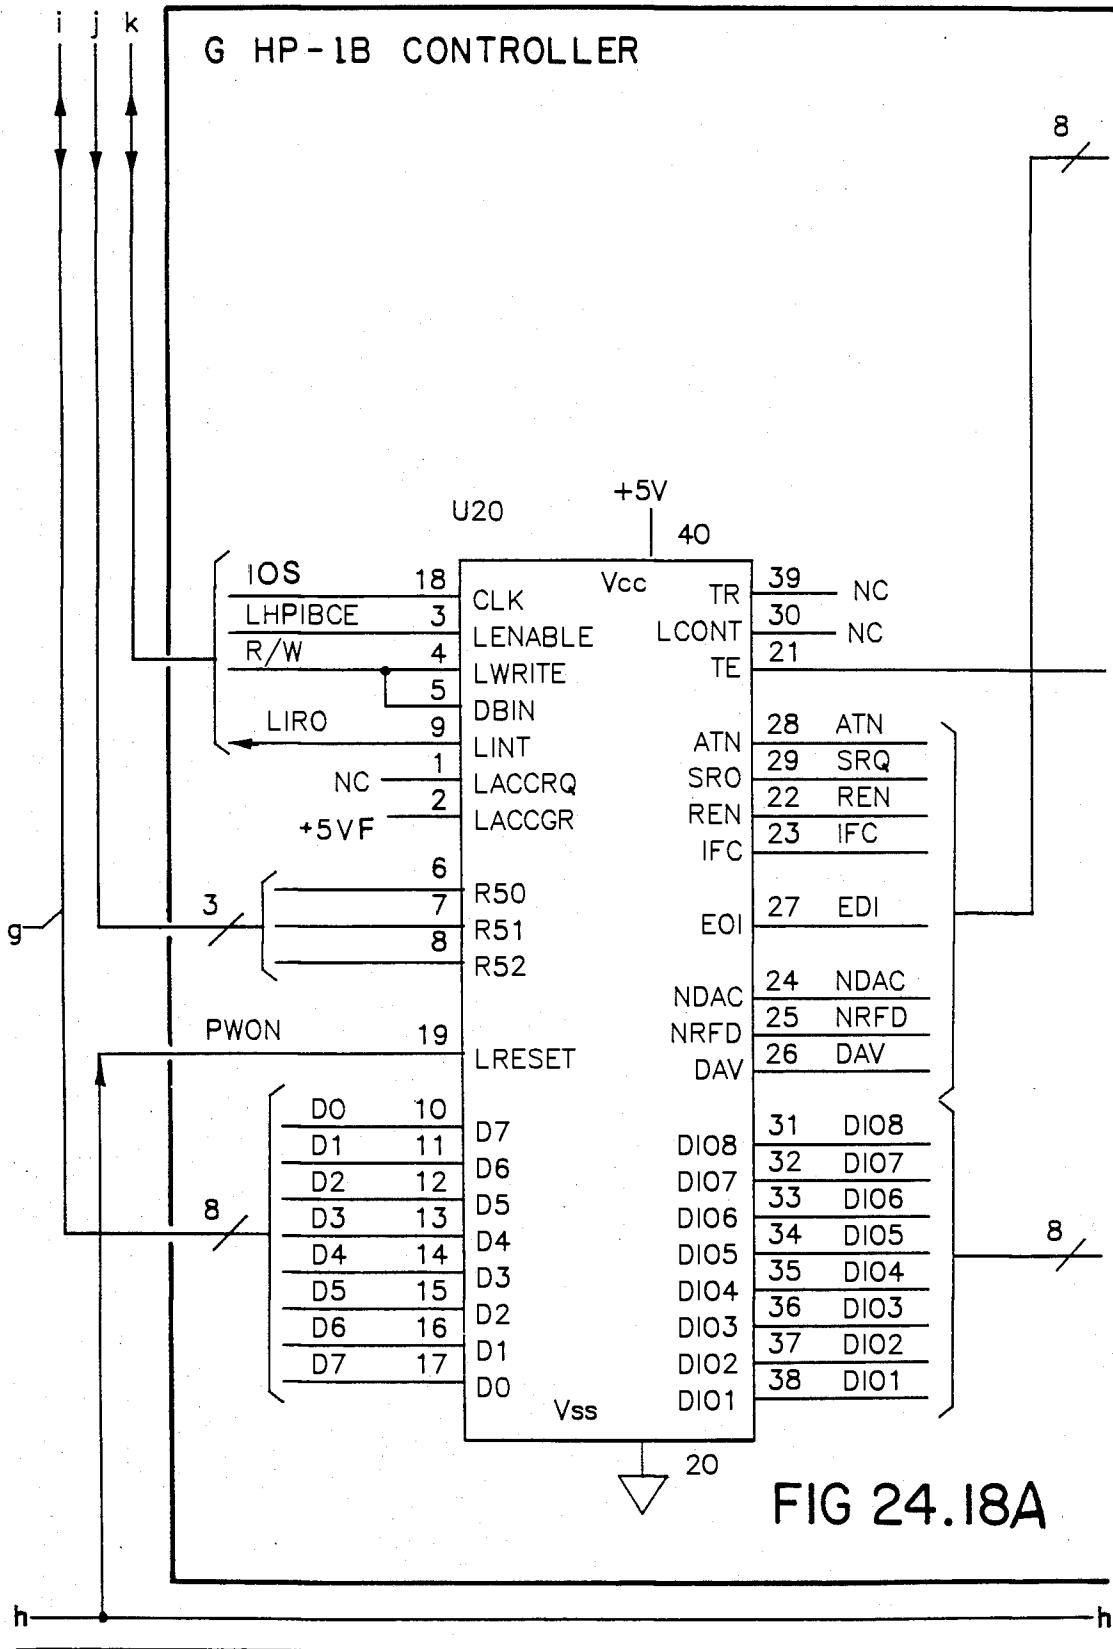 i j k
G HP-1B CONTROLLER
8
+5V
U20
40
Vcc
IOS 18 CLK
LHPIBCE 3 LENABLE
R/W 4 LWRITE
5 DBIN
LIRO 9 LINT
NC 1 LACCRQ
+5VF 2 LACCGR
TR 39 NC
LCONT 30 NC
TE 21
ATN 28 ATN
SRO 29 SRQ
REN 22 REN
IFC 23 IFC
6 R50
3 7 R51
8 R52
g
EOI 27 EDI
NDAC 24 NDAC
NRFD 25 NRFD
DAV 26 DAV
PWON 19 LRESET
D0 10 D7
D1 11 D6
D2 12 D5
8
D3 13 D4
D4 14 D3
D5 15 D2
D6 16 D1
D7 17 D0
DIO8 31 DIO8
DIO7 32 DIO7
DIO6 33 DIO6
DIO5 34 DIO5
8
DIO4 35 DIO4
DIO3 36 DIO3
DIO2 37 DIO2
DIO1 38 DIO1
Vss
20
FIG 24.18A
h h